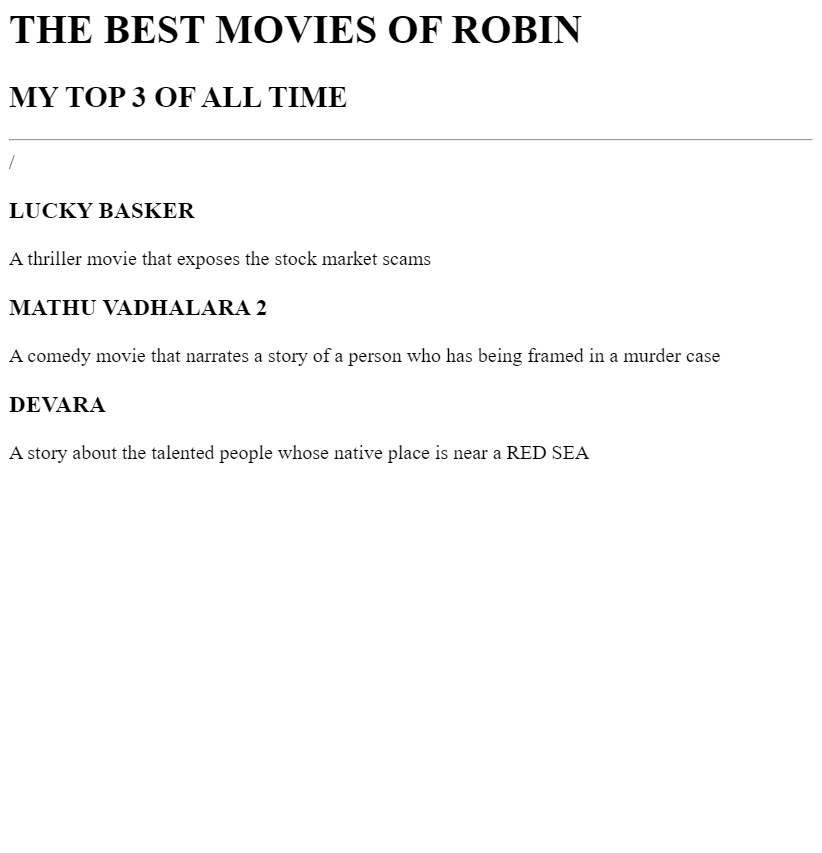 THE BEST MOVIES OF ROBIN
MY TOP 3 OF ALL TIME
/
LUCKY BASKER
A thriller movie that exposes the stock market scams
MATHU VADHALARA 2
A comedy movie that narrates a story of a person who has being framed in a murder case
DEVARA
A story about the talented people whose native place is near a RED SEA